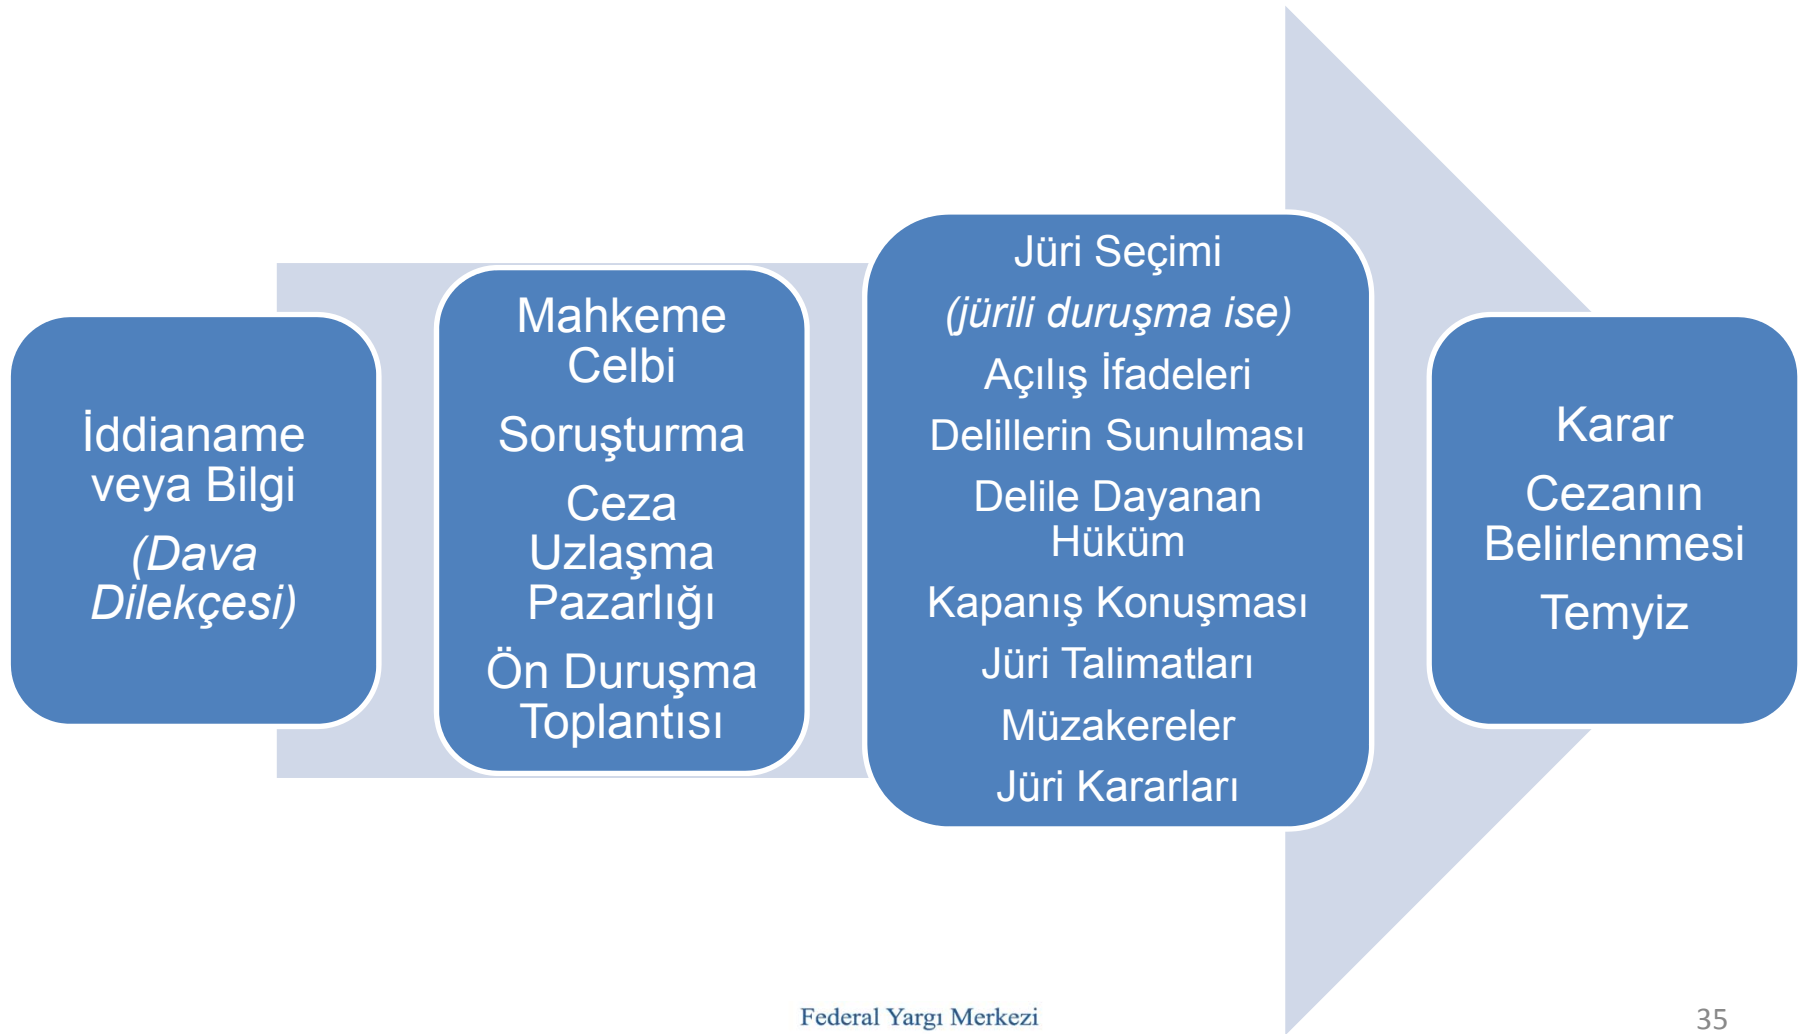 İddianame
veya Bilgi
(Dava
Dilekçesi)
Mahkeme
Celbi
Soruşturma
Ceza
Uzlaşma
Pazarlığı
Ön Duruşma
Toplantısı
Jüri Seçimi
(jürili duruşma ise)
Açılış İfadeleri
Delillerin Sunulması
Delile Dayanan
Hüküm
Kapanış Konuşması
Jüri Talimatları
Müzakereler
Jüri Kararları
Karar
Cezanın
Belirlenmesi
Temyiz
Federal Yargı Merkezi
35